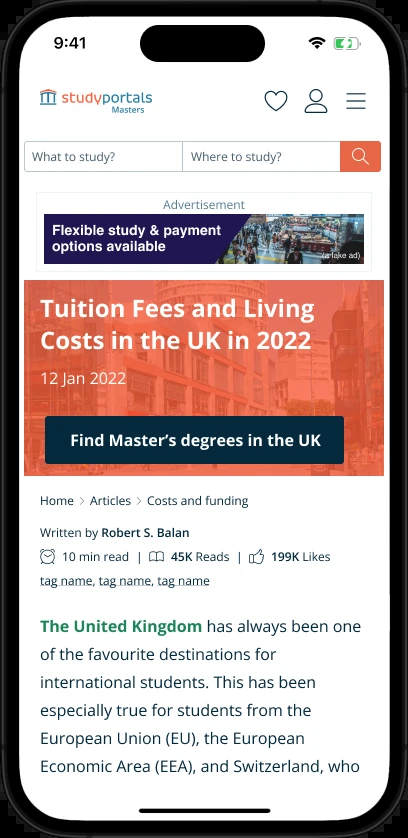 9:41
studyportals
Masters
What to study?
Where to study?
Advertisement
Flexible study & payment
options available
(a fake ad)
Tuition Fees and Living
Costs in the UK in 2022
12 Jan 2022
Find Master’s degrees in the UK
Home > Articles > Costs and funding
Written by Robert S. Balan
10 min read | 45K Reads | 199K Likes
tag name, tag name, tag name
The United Kingdom has always been one
of the favourite destinations for
international students. This has been
especially true for students from the
European Union (EU), the European
Economic Area (EEA), and Switzerland, who